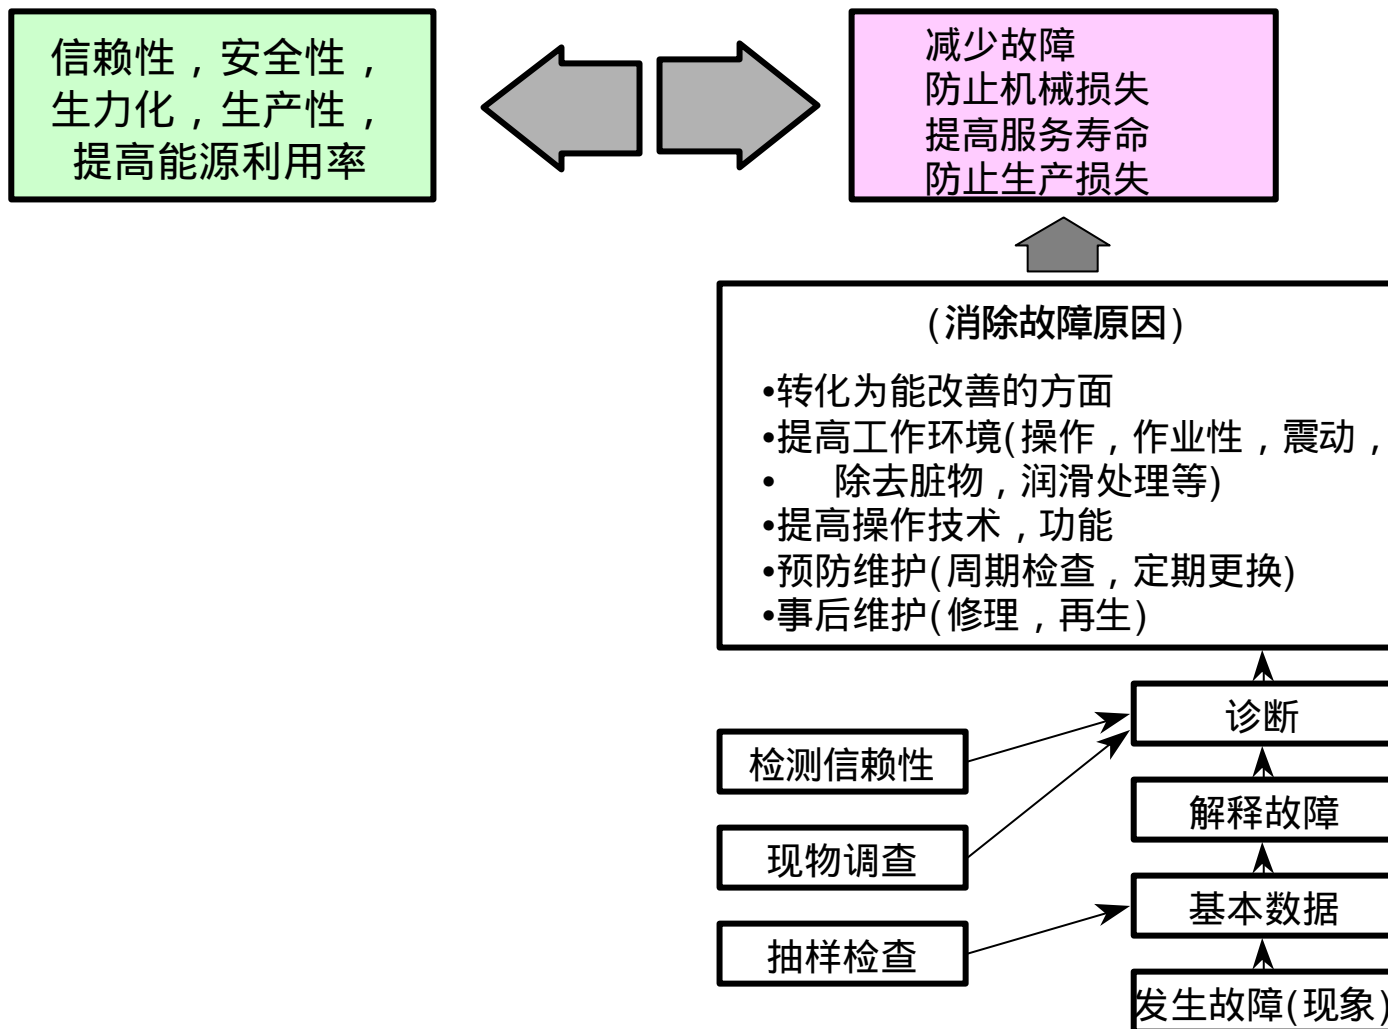 信赖性，安全性，
生力化，生产性，
提高能源利用率
减少故障
防止机械损失
提高服务寿命
防止生产损失
(消除故障原因)
•转化为能改善的方面
•提高工作环境(操作，作业性，震动，
• 除去脏物，润滑处理等)
•提高操作技术，功能
•预防维护(周期检查，定期更换)
•事后维护(修理，再生)
诊断
检测信赖性
解释故障
现物调查
基本数据
抽样检查
发生故障(现象)